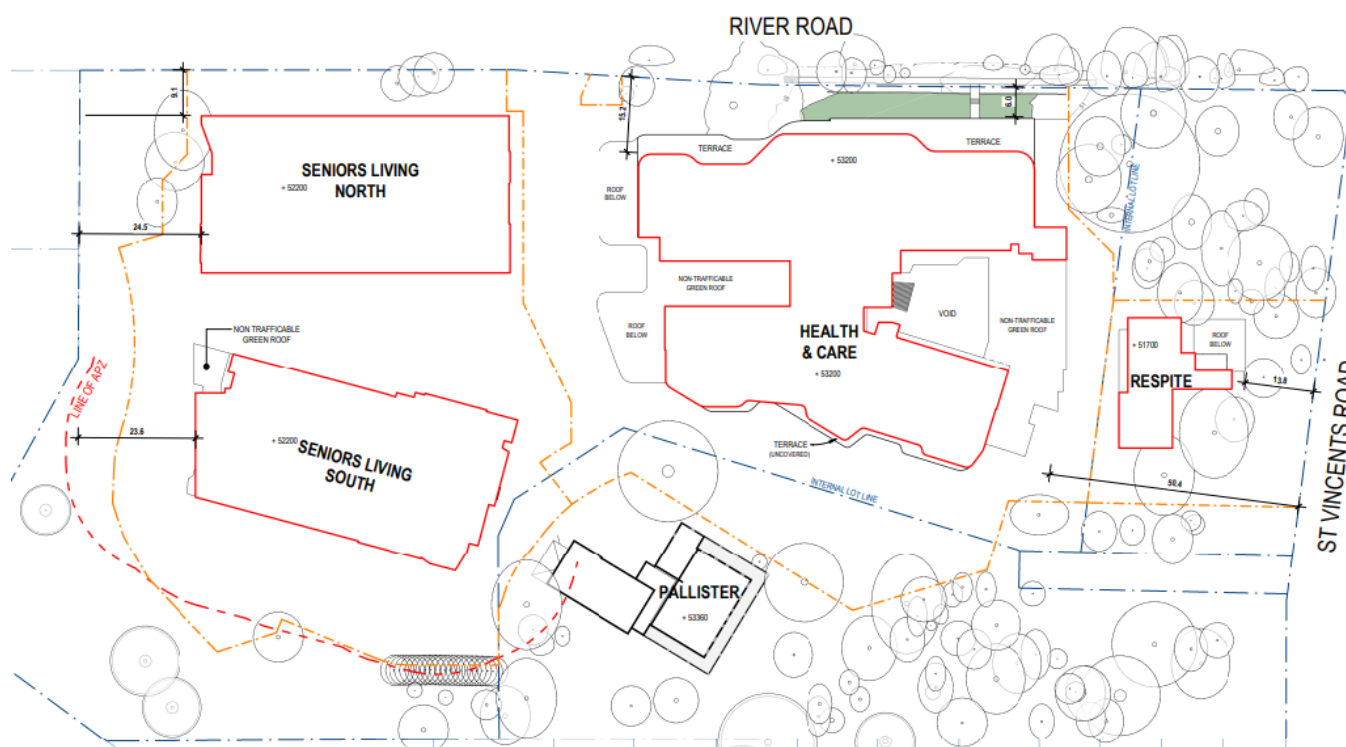 RIVER ROAD
9.1
15.2
6.0
TERRACE
TERRACE
+ 53200
SENIORS LIVING
NORTH
+ 52200
ROOF
BELOW
INTERNAL LOT LINE
24.5
NON-TRAFFICABLE
GREEN ROOF
VOID
NON-TRAFFICABLE
GREEN ROOF
NON TRAFFICABLE
GREEN ROOF
ROOF
BELOW
HEALTH
& CARE
+ 53200
+ 51700
ROOF
BELOW
RESPITE
13.8
LINE OF APZ
23.6
+ 52200
SENIORS LIVING
SOUTH
TERRACE
(UNCOVERED)
INTERNAL LOT LINE
50.4
ST VINCENTS ROAD
PALLISTER
+ 53360